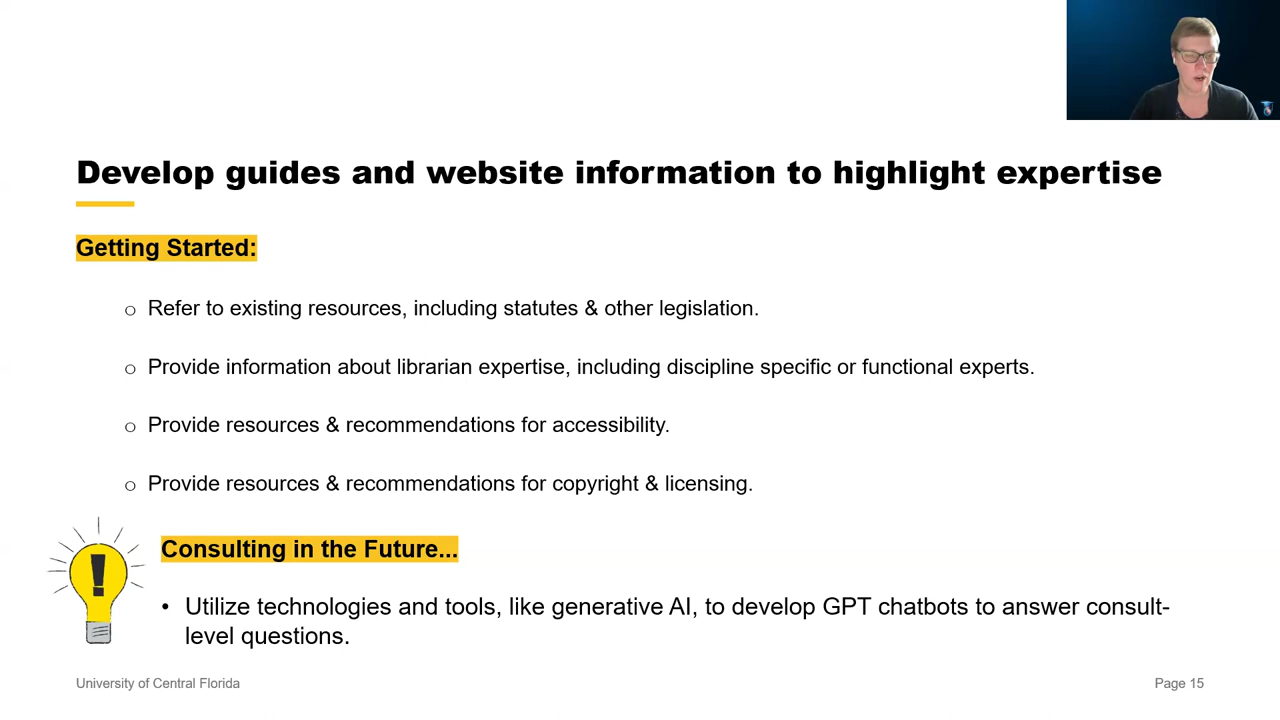 Develop guides and website information to highlight expertise
Getting Started:
o Refer to existing resources, including statutes & other legislation.
o Provide information about librarian expertise, including discipline specific or functional experts.
o Provide resources & recommendations for accessibility.
o Provide resources & recommendations for copyright & licensing.
Consulting in the Future...
• Utilize technologies and tools, like generative AI, to develop GPT chatbots to answer consult-
level questions.
University of Central Florida
Page 15